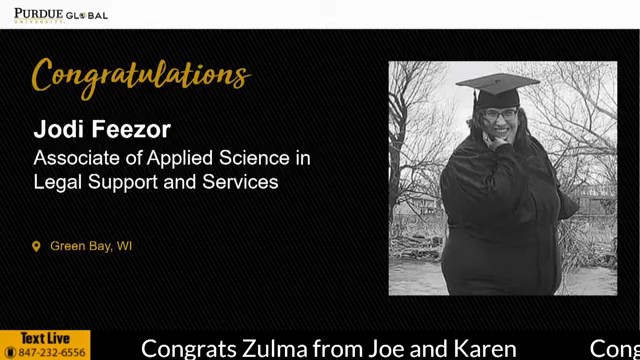 PURDUE GLOBAL
UNIVERSITY
Congratulations
Jodi Feezor
Associate of Applied Science in
Legal Support and Services
Green Bay, WI
Text Live
847-232-6556
Congrats Zulma from Joe and Karen
Cong